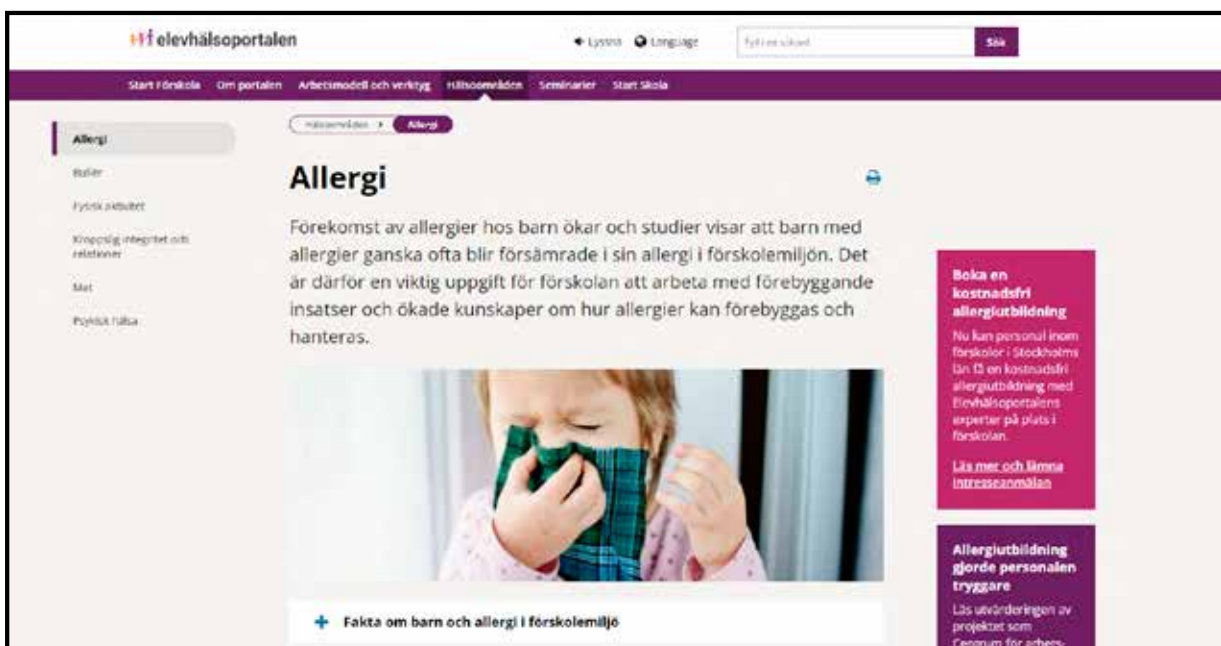 elevhälsoportalen
Lyssna Language Sök
Start Förskola Om portalen Arbetsmodell och verktyg Hälsoområden Seminarier Start Skola
Hälsoområden Allergi
Allergi
Buller
Fysisk aktivitet
Kroppslig integritet och
relationer
Mat
Psykisk hälsa
Allergi
Förekomst av allergier hos barn ökar och studier visar att barn med
allergier ganska ofta blir försämrade i sin allergi i förskolemiljön. Det
är därför en viktig uppgift för förskolan att arbeta med förebyggande
insatser och ökade kunskaper om hur allergier kan förebyggas och
hanteras.
+ Fakta om barn och allergi i förskolemiljö
Boka en
kostnadsfri
allergiutbildning
Nu kan personal inom
förskolor i Stockholms
län få en kostnadsfri
allergiutbildning med
Elevhälsoportalens
experter på plats i
förskolan.
Läs mer och lämna
intresseanmälan
Allergiutbildning
gjorde personalen
tryggare
Läs utvärderingen av
projektet som
Centrum för arbets-